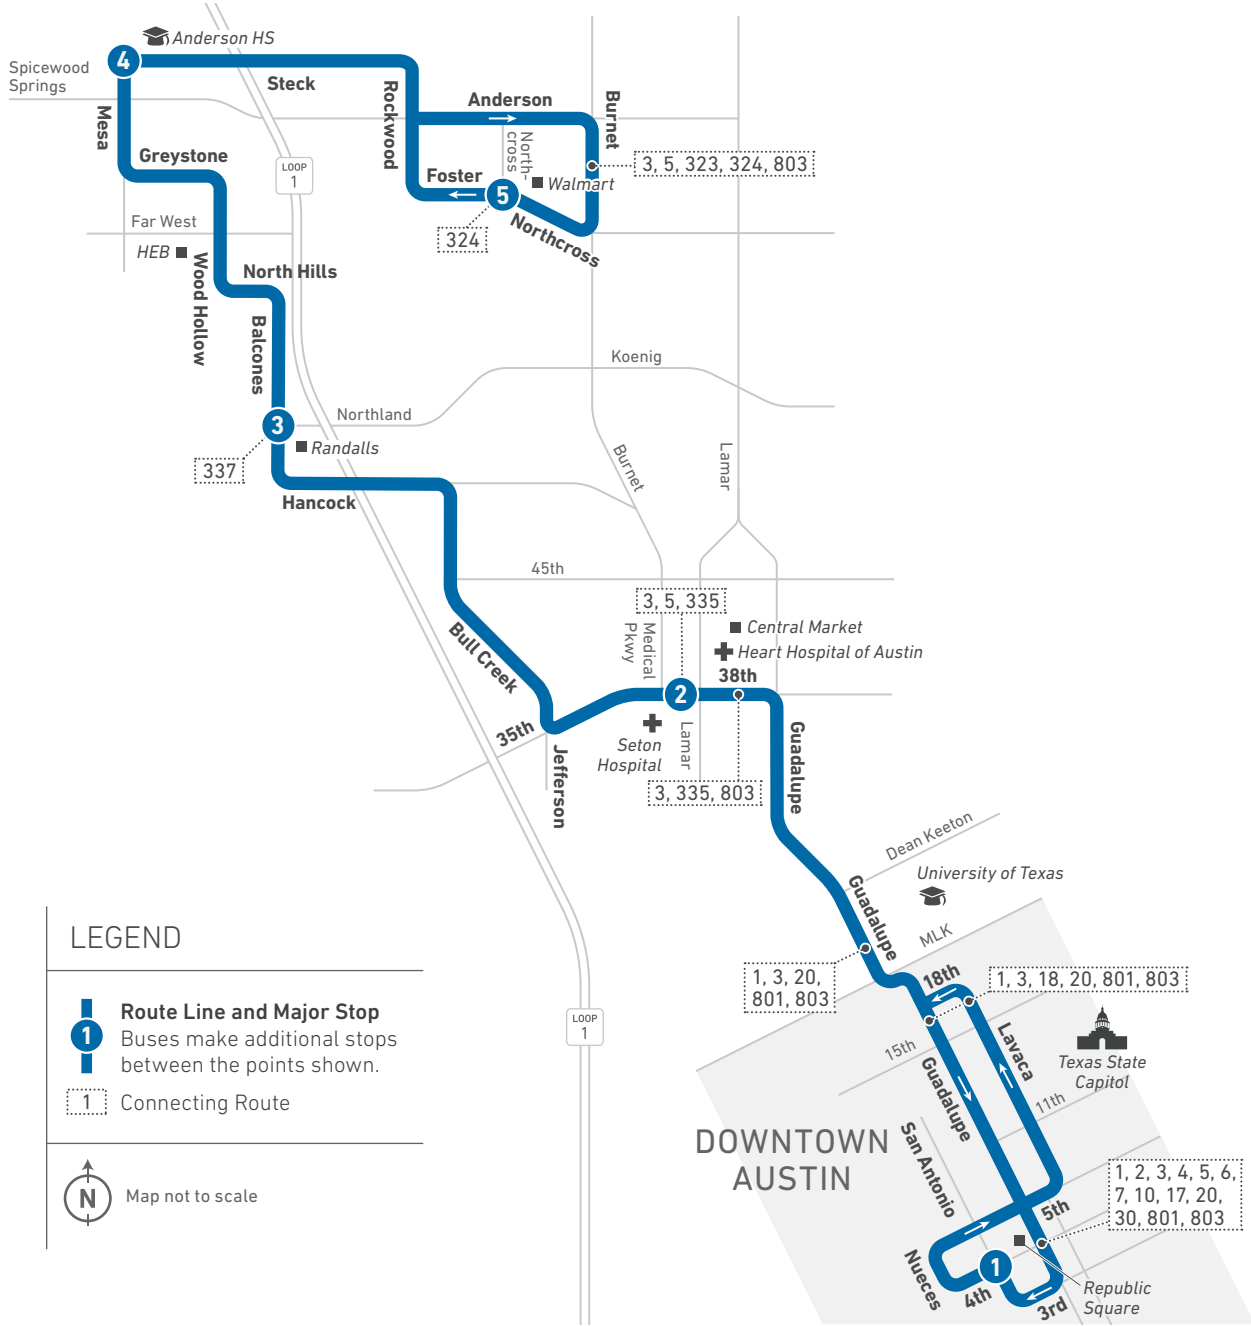 Anderson HS
4
Spicewood
Springs
Steck
Mesa
Rockwood
Anderson
Burnet
North-
cross
3, 5, 323, 324, 803
Greystone
LOOP
1
Foster
5
Walmart
Far West
324
Northcross
HEB
Wood Hollow
North Hills
Balcones
Koenig
Northland
3
Randalls
337
Burnet
Lamar
Hancock
45th
3, 5, 335
Medical
Pkwy
Central Market
Heart Hospital of Austin
Bull Creek
38th
2
35th
Jefferson
Seton
Hospital
Lamar
Guadalupe
3, 335, 803
Dean Keeton
University of Texas
Guadalupe
MLK
1, 3, 20,
801, 803
18th
1, 3, 18, 20, 801, 803
LEGEND
Route Line and Major Stop
1
Buses make additional stops
between the points shown.
1
Connecting Route
N
Map not to scale
LOOP
1
15th
Lavaca
Texas State
Capitol
Guadalupe
11th
DOWNTOWN
AUSTIN
San Antonio
1, 2, 3, 4, 5, 6,
7, 10, 17, 20,
30, 801, 803
5th
Nueces
1
4th
3rd
Republic
Square